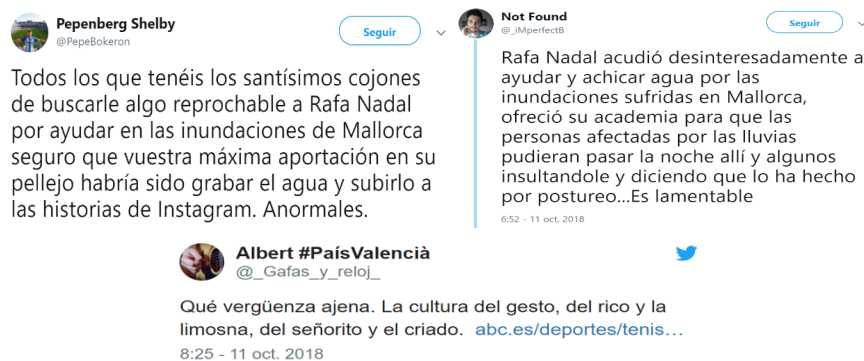 Pepenberg Shelby
@PepeBokeron
Seguir
Todos los que tenéis los santísimos cojones
de buscarle algo reprochable a Rafa Nadal
por ayudar en las inundaciones de Mallorca
seguro que vuestra máxima aportación en su
pellejo habría sido grabar el agua y subirlo a
las historias de Instagram. Anormales.
Not Found
@_iMperfectB
Seguir
Rafa Nadal acudió desinteresadamente a
ayudar y achicar agua por las
inundaciones sufridas en Mallorca,
ofreció su academia para que las
personas afectadas por las lluvias
pudieran pasar la noche allí y algunos
insultandole y diciendo que lo ha hecho
por postureo...Es lamentable
6:52 - 11 oct. 2018
Albert #PaísValencià
@_Gafas_y_reloj_
Qué vergüenza ajena. La cultura del gesto, del rico y la
limosna, del señorito y el criado. abc.es/deportes/tenis…
8:25 - 11 oct. 2018